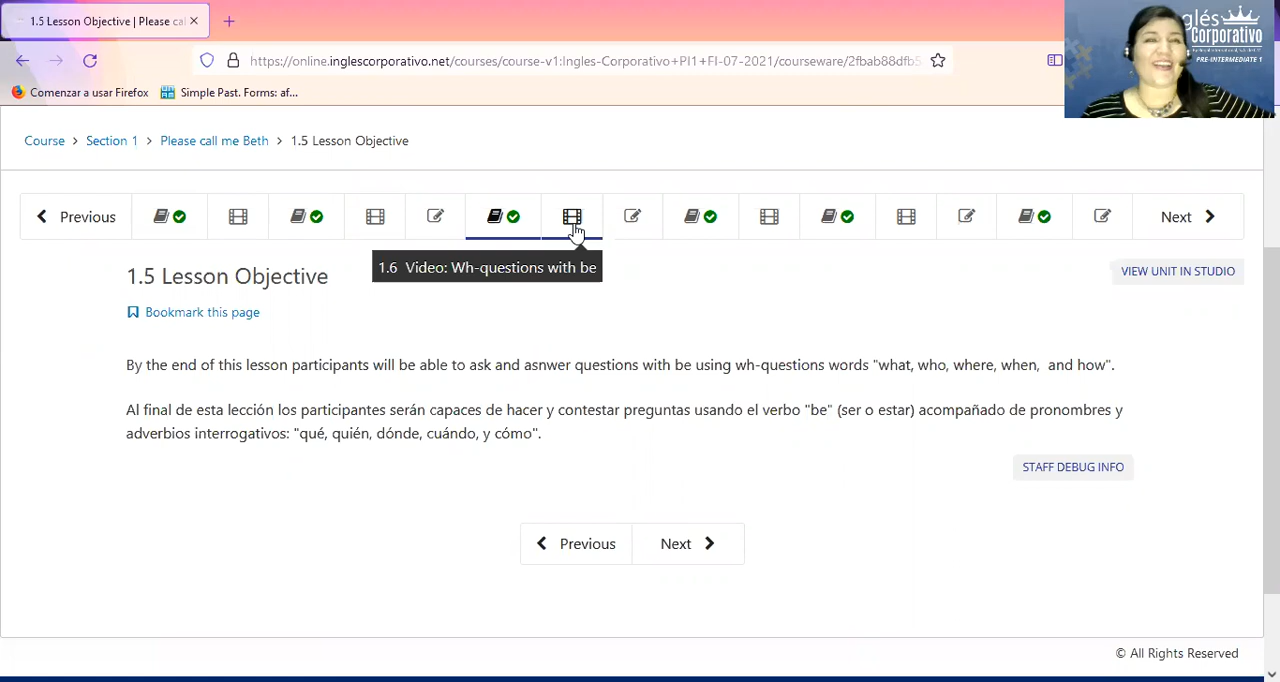 1.5 Lesson Objective | Please ca
https://online.inglescorporativo.net/cours
se-v1:Ingles-Corporativo+PI1+FI-07-2021/courseware/2fbab88dfb5
Comenzar a usar Firefox
Simple Past. Forms: af...
glés
Corporativo
PRE-INTERMEDIATE 1
Course > Section 1 > Please call me Beth > 1.5 Lesson Objective
Previous
Next
1.6 Video: Wh-questions with be
1.5 Lesson Objective
VIEW UNIT IN STUDIO
Bookmark this page
By the end of this lesson participants will be able to ask and asnwer questions with be using wh-questions words "what, who, where, when, and how".
Al final de esta lección los participantes serán capaces de hacer y contestar preguntas usando el verbo "be" (ser o estar) acompañado de pronombres y
adverbios interrogativos: "qué, quién, dónde, cuándo, y cómo".
STAFF DEBUG INFO
Previous
Next
© All Rights Reserved